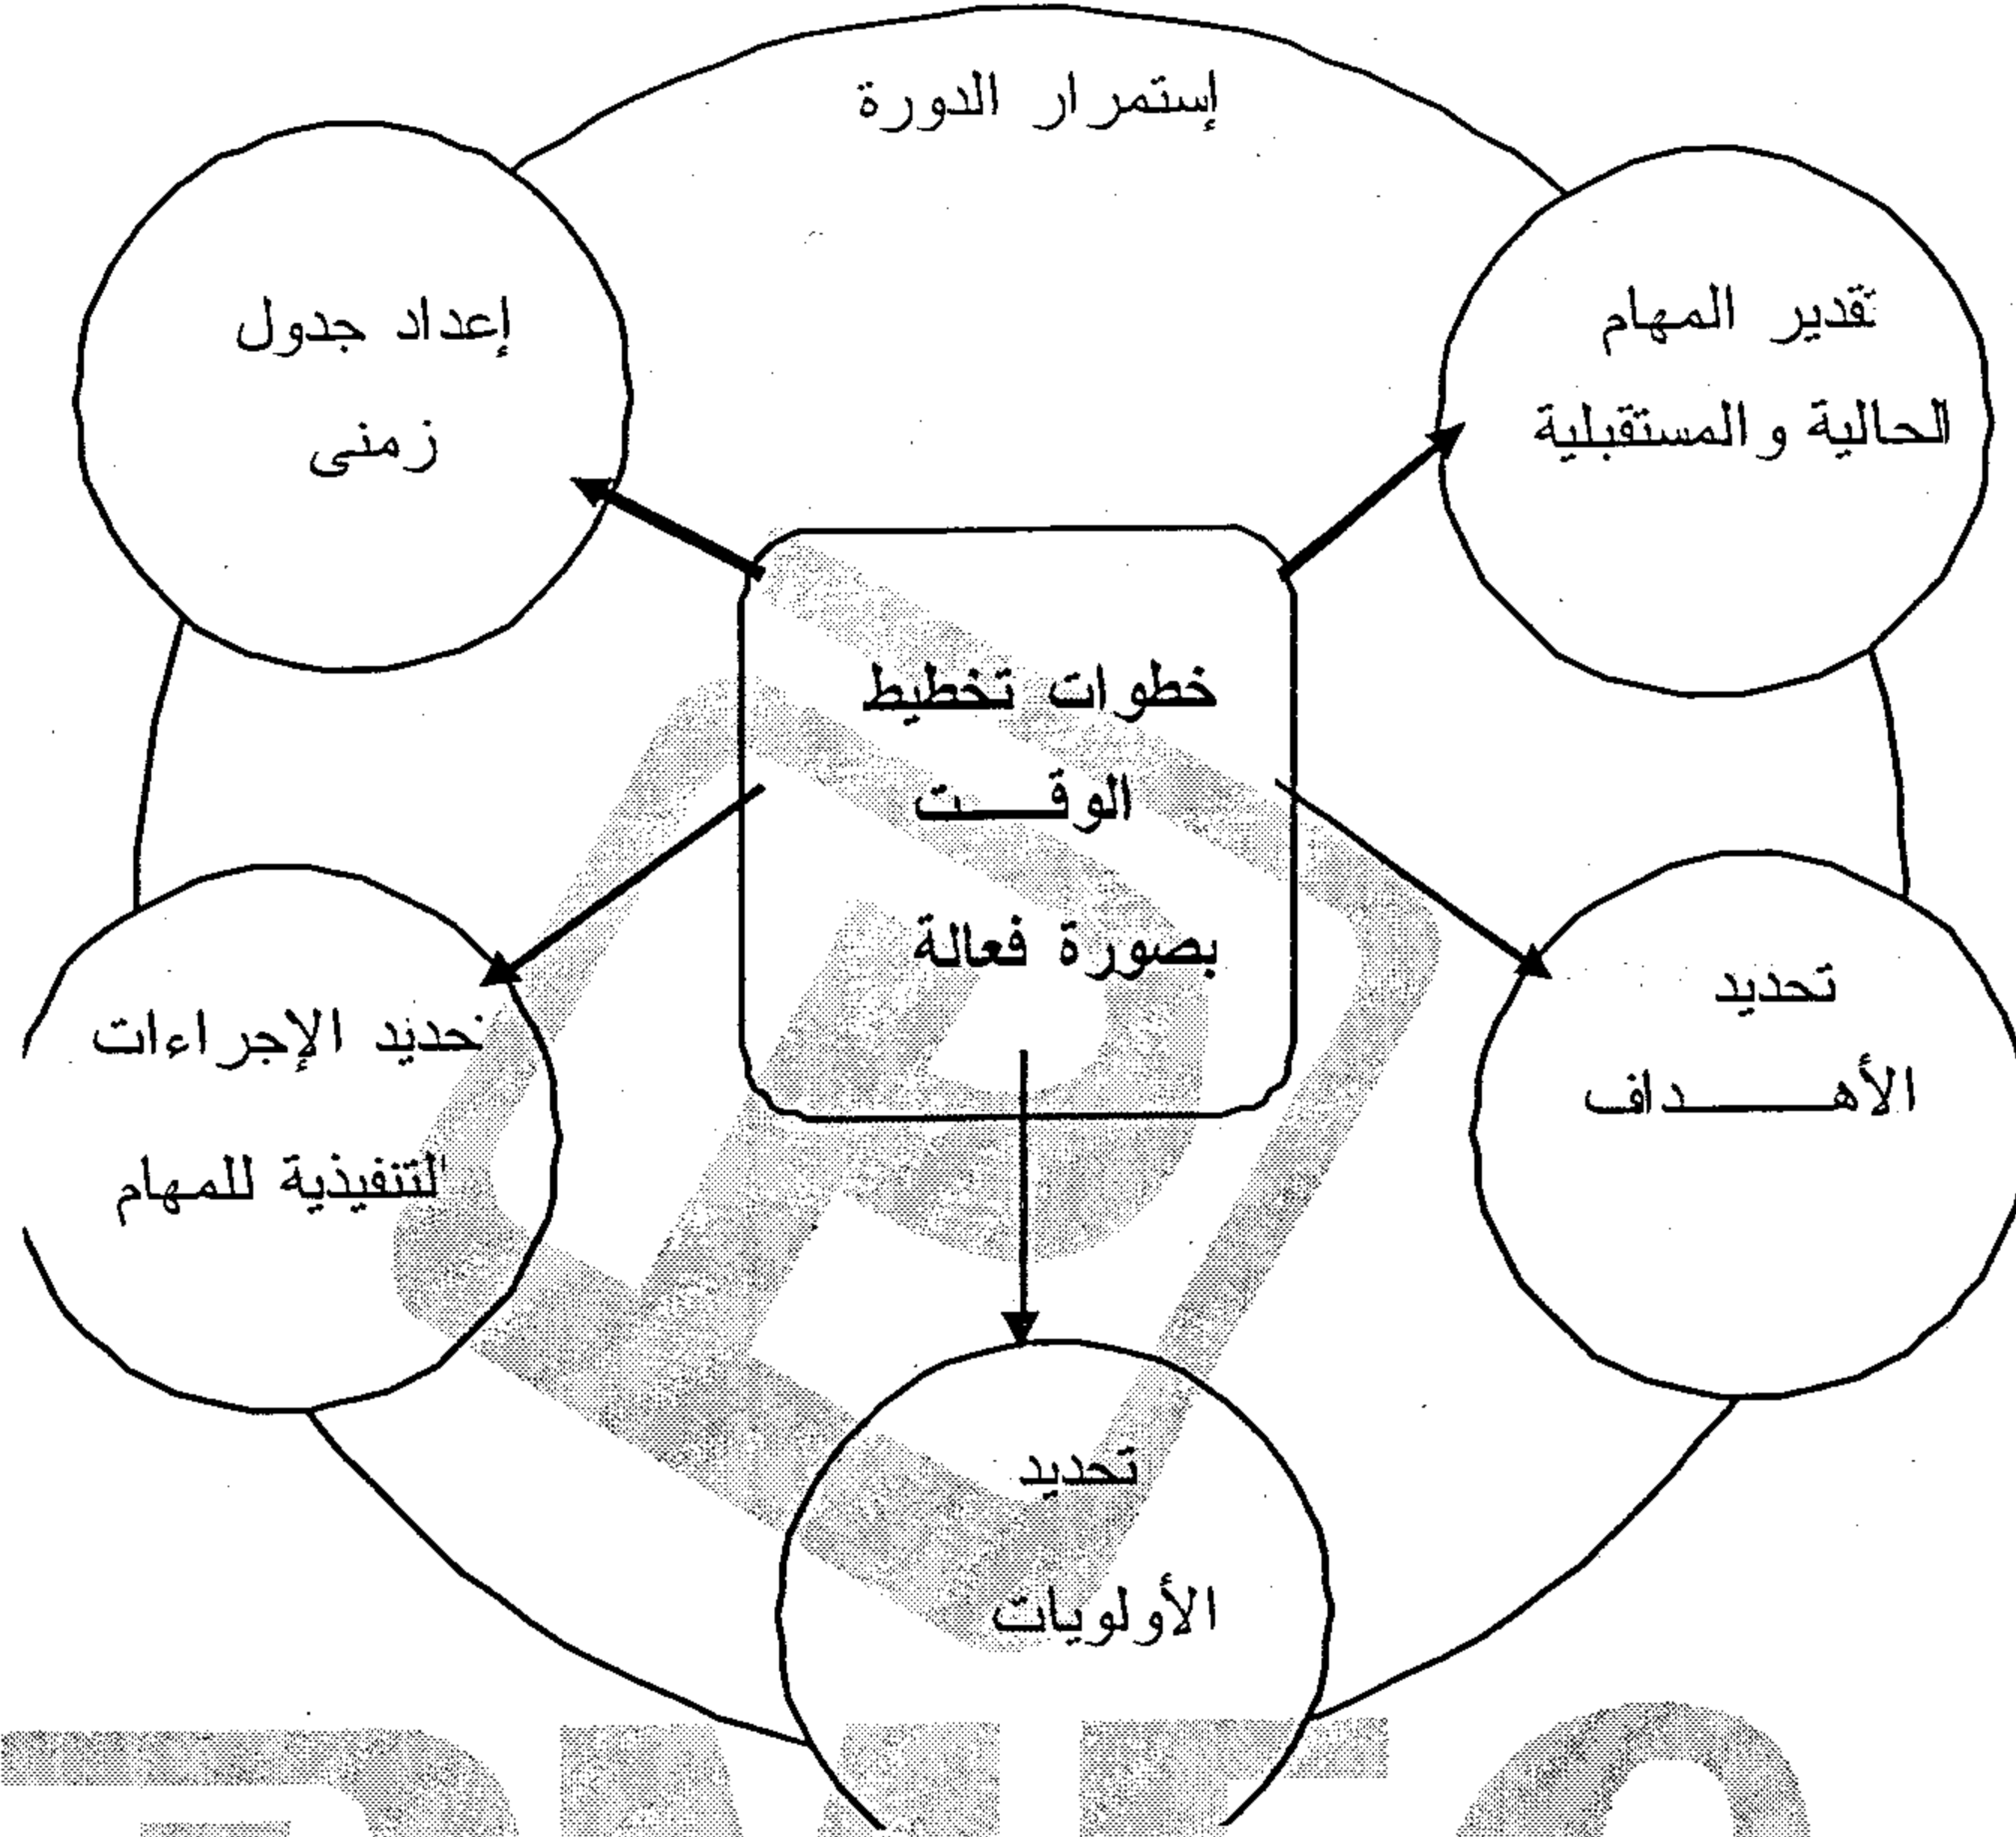 إستمرار الدورة
تقدير المهام
الحالية والمستقبلية
إعداد جدول
زمنى
خطوات تخطيط
الوقـــت
بصورة فعالة
تحديد
الأهـــــداف
تحديد الإجراءات
التنفيذية للمهام
تحديد
الأولويات